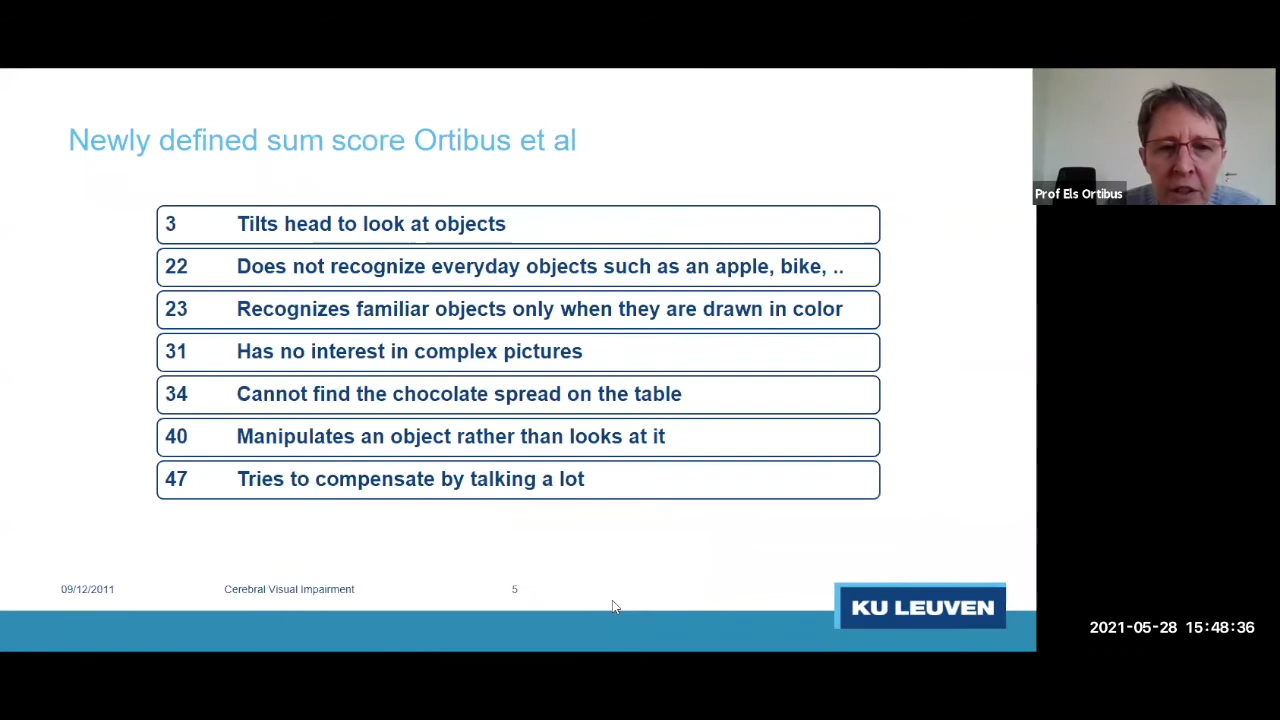 Newly defined sum score Ortibus et al
3 Tilts head to look at objects
22 Does not recognize everyday objects such as an apple, bike, ..
23 Recognizes familiar objects only when they are drawn in color
31 Has no interest in complex pictures
34 Cannot find the chocolate spread on the table
40 Manipulates an object rather than looks at it
47 Tries to compensate by talking a lot
09/12/2011 Cerebral Visual Impairment 5
KU LEUVEN
Prof Els Ortibus
2021-05-28 15:48:36